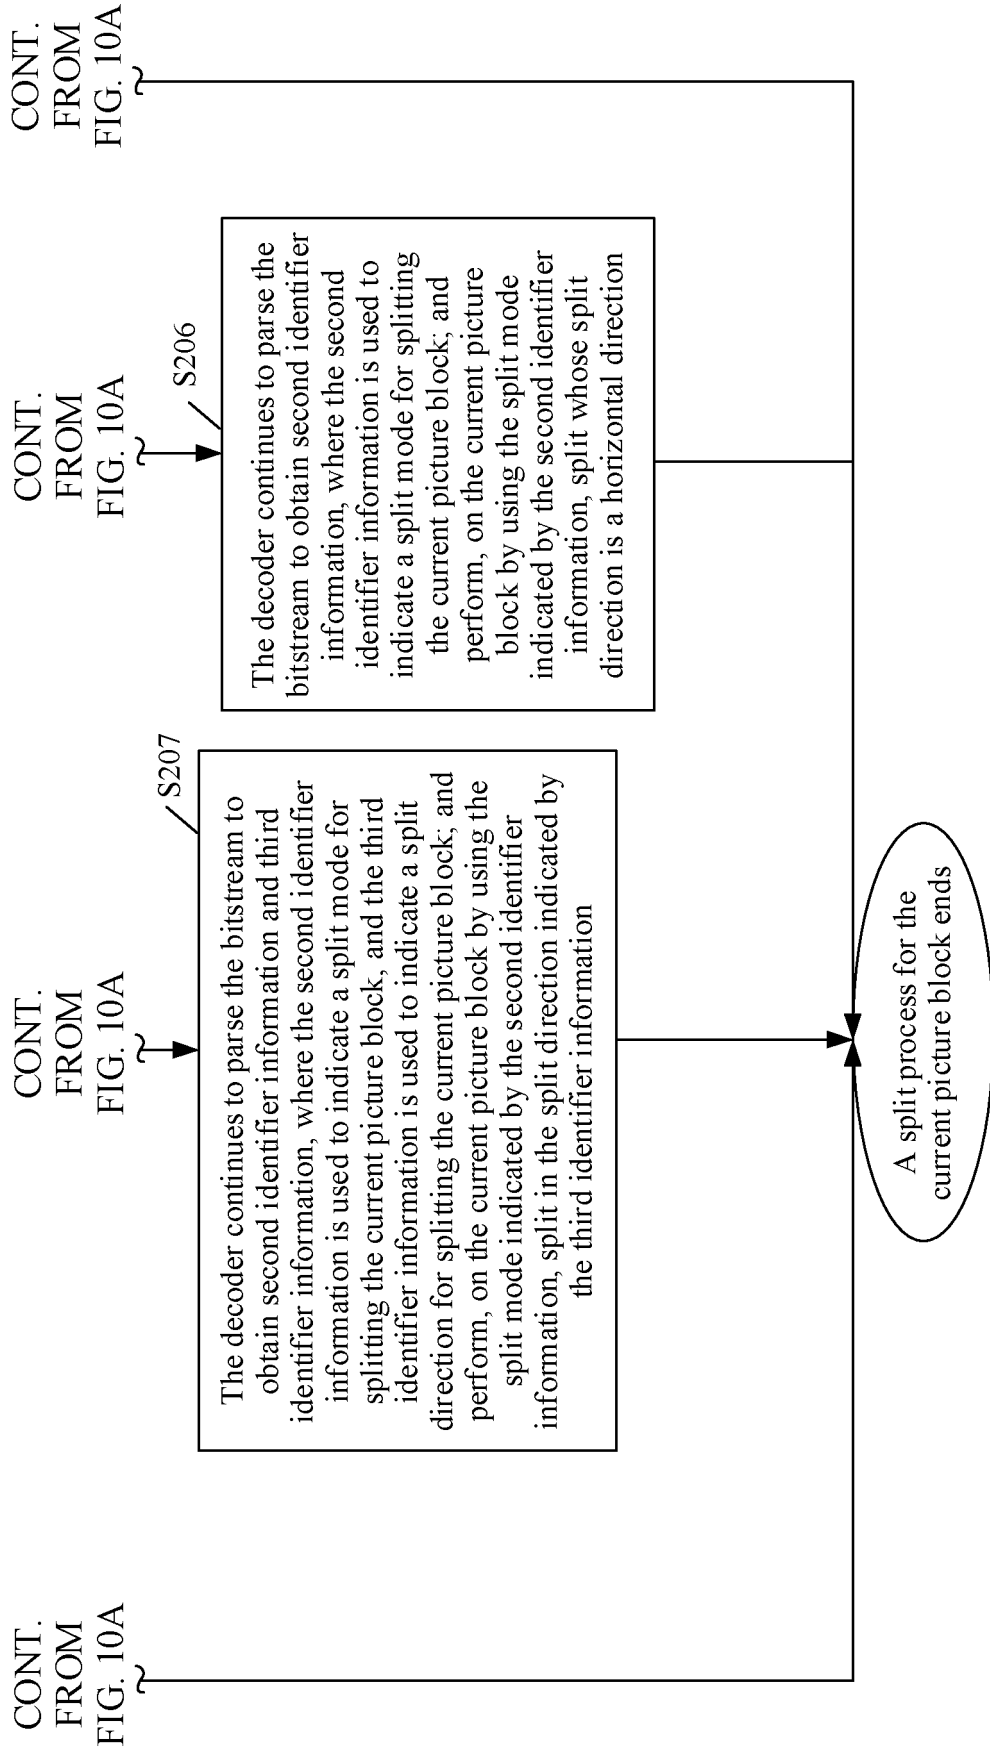 CONT.
FROM
FIG. 10A
CONT.
FROM
FIG. 10A
CONT.
FROM
FIG. 10A
CONT.
FROM
FIG. 10A
S207
The decoder continues to parse the bitstream to
obtain second identifier information and third
identifier information, where the second identifier
information is used to indicate a split mode for
splitting the current picture block, and the third
identifier information is used to indicate a split
direction for splitting the current picture block; and
perform, on the current picture block by using the
split mode indicated by the second identifier
information, split in the split direction indicated by
the third identifier information
S206
The decoder continues to parse the
bitstream to obtain second identifier
information, where the second
identifier information is used to
indicate a split mode for splitting
the current picture block; and
perform, on the current picture
block by using the split mode
indicated by the second identifier
information, split whose split
direction is a horizontal direction
A split process for the
current picture block ends